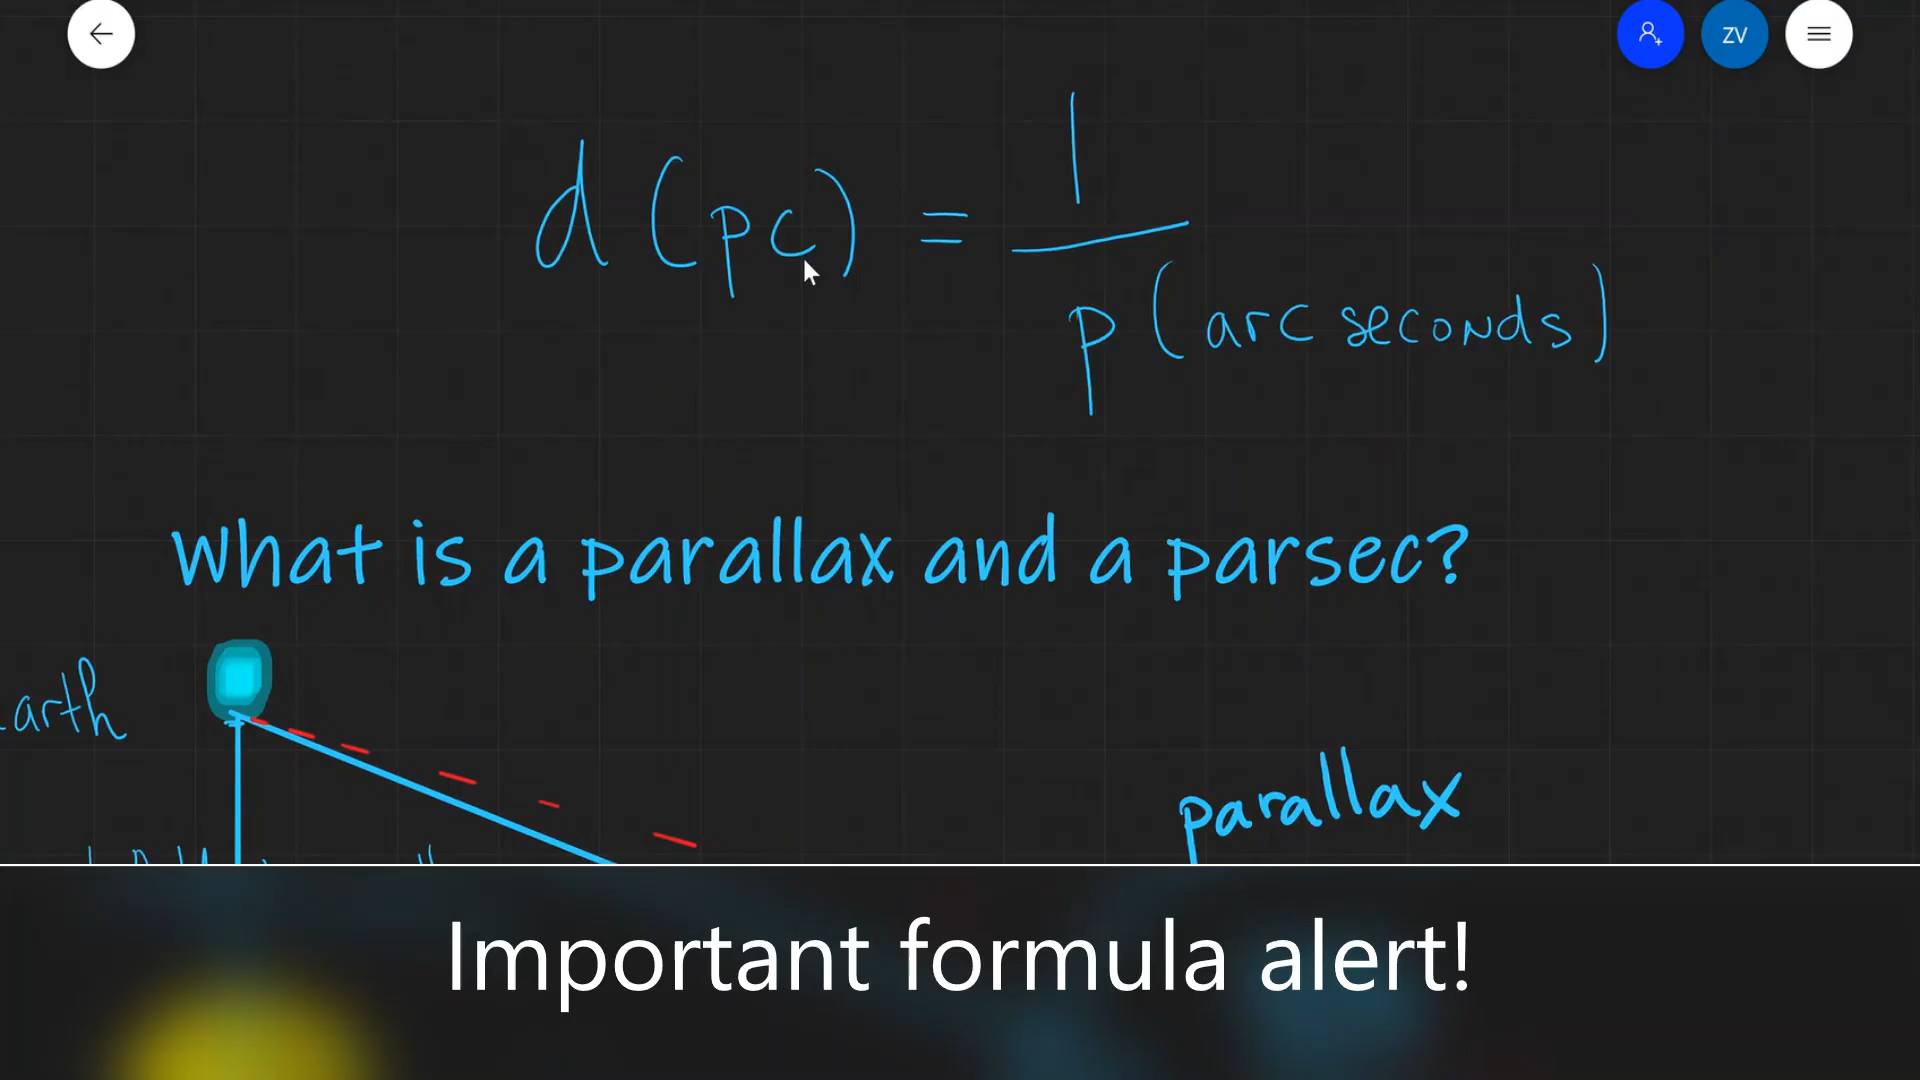 ZV
d (pc) = 1 / p (arc seconds)
What is a parallax and a parsec?
arth
parallax
Important formula alert!